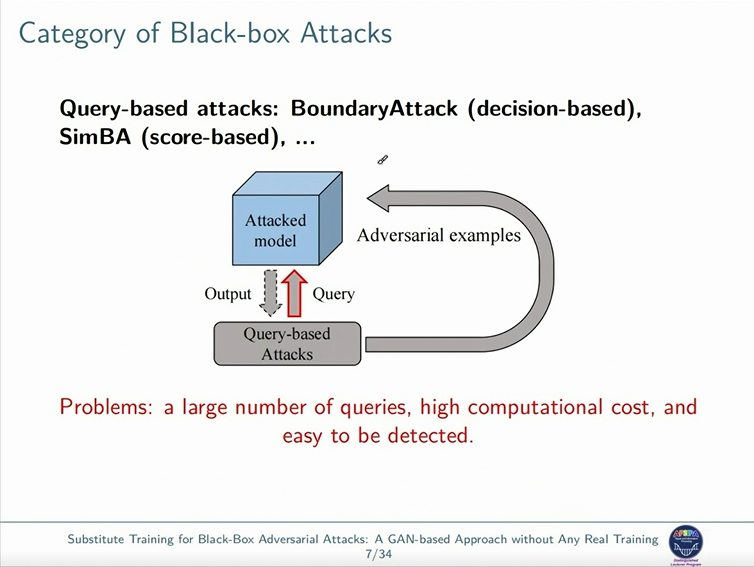 Category of Black-box Attacks
Query-based attacks: BoundaryAttack (decision-based),
SimBA (score-based), ...
Attacked
model
Adversarial examples
Output
Query
Query-based
Attacks
Problems: a large number of queries, high computational cost, and
easy to be detected.
Substitute Training for Black-Box Adversarial Attacks: A GAN-based Approach without Any Real Training
7/34
APSIPA
Distinguished
Lecturer Program